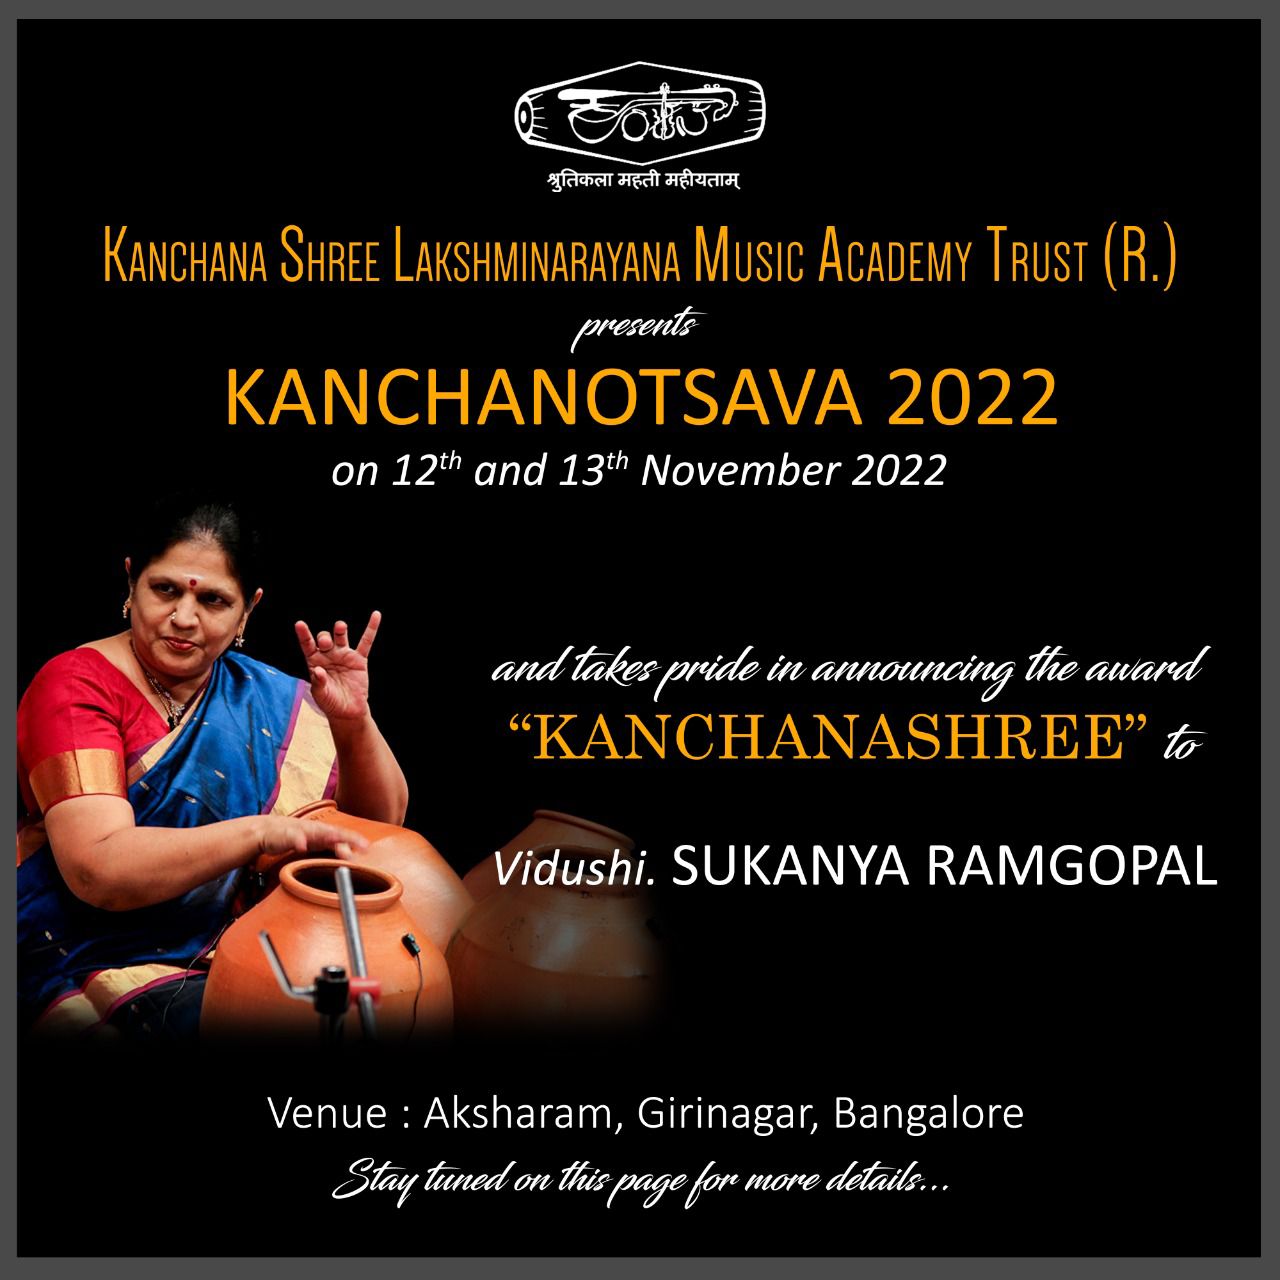 श्रुतिकला महती महीयताम्
KANCHANA SHREE LAKSHMINARAYANA MUSIC ACADEMY TRUST (R.)
presents
KANCHANOTSAVA 2022
on 12th and 13th November 2022
and takes pride in announcing the award
“KANCHANASHREE” to
Vidushi. SUKANYA RAMGOPAL
Venue : Aksharam, Girinagar, Bangalore
Stay tuned on this page for more details...